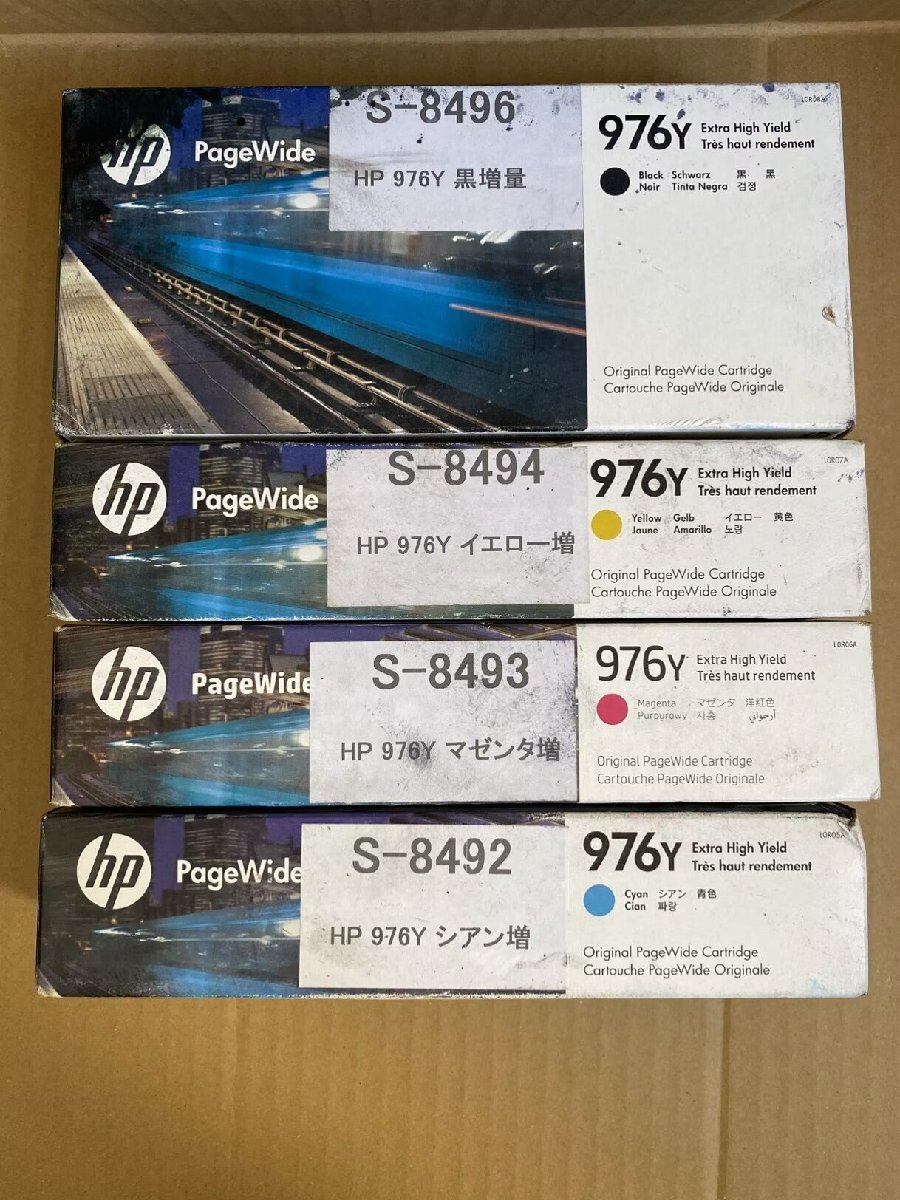 S-8496
HP 976Y 黒増量
hp PageWide
976Y Extra High Yield
Très haut rendement
Black Schwarz 黒 黑
Noir Tinta Negra 검정
Original PageWide Cartridge
Cartouche PageWide Originale
S-8494
HP 976Y イエロー増
hp PageWide
L0R07A
976Y Extra High Yield
Très haut rendement
Yellow Gelb イエロー 黄色
Jaune Amarillo 노랑
Original PageWide Cartridge
Cartouche PageWide Originale
S-8493
HP 976Y マゼンタ増
hp PageWide
L0R06A
976Y Extra High Yield
Très haut rendement
Magenta マゼンタ 洋红色
Purpurowy 자홍 أرجواني
Original PageWide Cartridge
Cartouche PageWide Originale
S-8492
HP 976Y シアン増
hp PageWide
L0R05A
976Y Extra High Yield
Très haut rendement
Cyan シアン 青色
Cian 파랑
Original PageWide Cartridge
Cartouche PageWide Originale